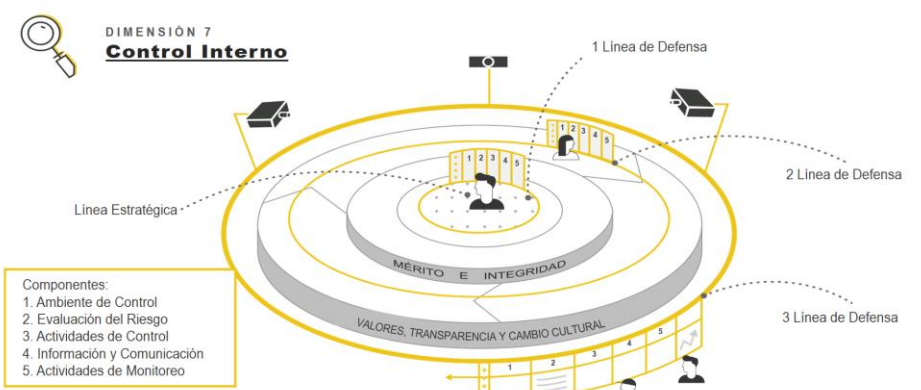 DIMENSIÓN 7
Control Interno
1 Línea de Defensa
1 2 3 4 5
1 2 3 4 5
2 Línea de Defensa
Línea Estratégica
MÉRITO E INTEGRIDAD
VALORES, TRANSPARENCIA Y CAMBIO CULTURAL
3 Línea de Defensa
1 2 3 4 5
Componentes:
1. Ambiente de Control
2. Evaluación del Riesgo
3. Actividades de Control
4. Información y Comunicación
5. Actividades de Monitoreo